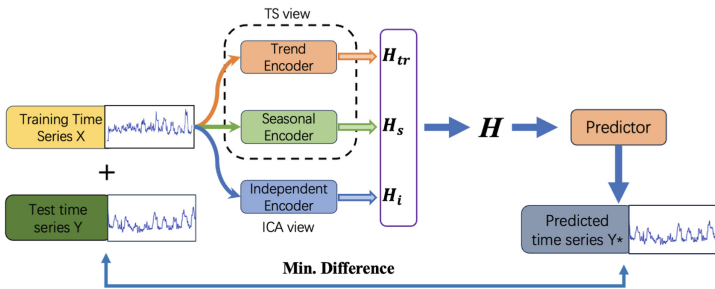 TS view
Trend
Encoder
H_tr
Training Time
Series X
Seasonal
Encoder
H_s
H
Predictor
+
Independent
Encoder
H_i
ICA view
Test time
series Y
Predicted
time series Y*
Min. Difference